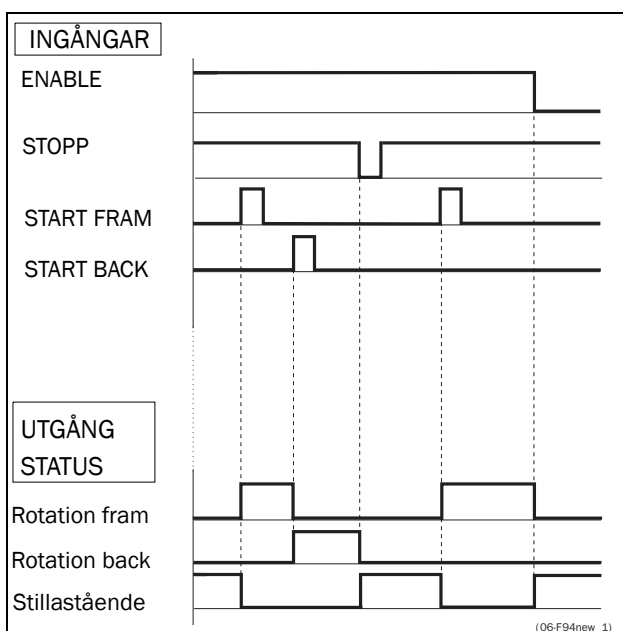 INGÅNGAR
ENABLE
STOPP
START FRAM
START BACK
UTGÅNG
STATUS
Rotation fram
Rotation back
Stillastående
(06-F94new_1)